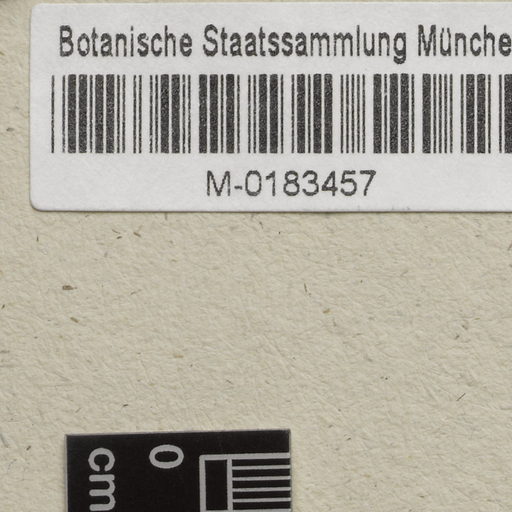 Botanische Staatssammlung Münche
M-0183457
0
cm